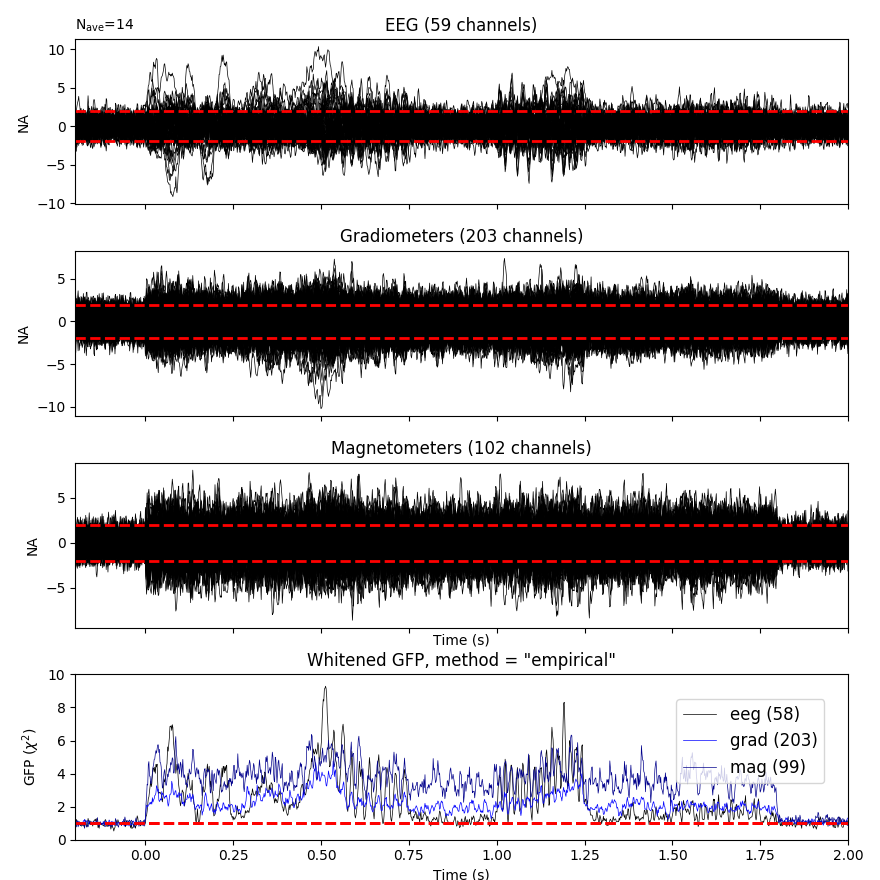 N_ave=14
EEG (59 channels)
10
5
0
−5
−10
NA
Gradiometers (203 channels)
5
0
−5
−10
NA
Magnetometers (102 channels)
5
0
−5
NA
Time (s)
Whitened GFP, method = "empirical"
10
8
6
4
2
0
GFP (χ²)
eeg (58)
grad (203)
mag (99)
0.00 0.25 0.50 0.75 1.00 1.25 1.50 1.75 2.00
Time (s)